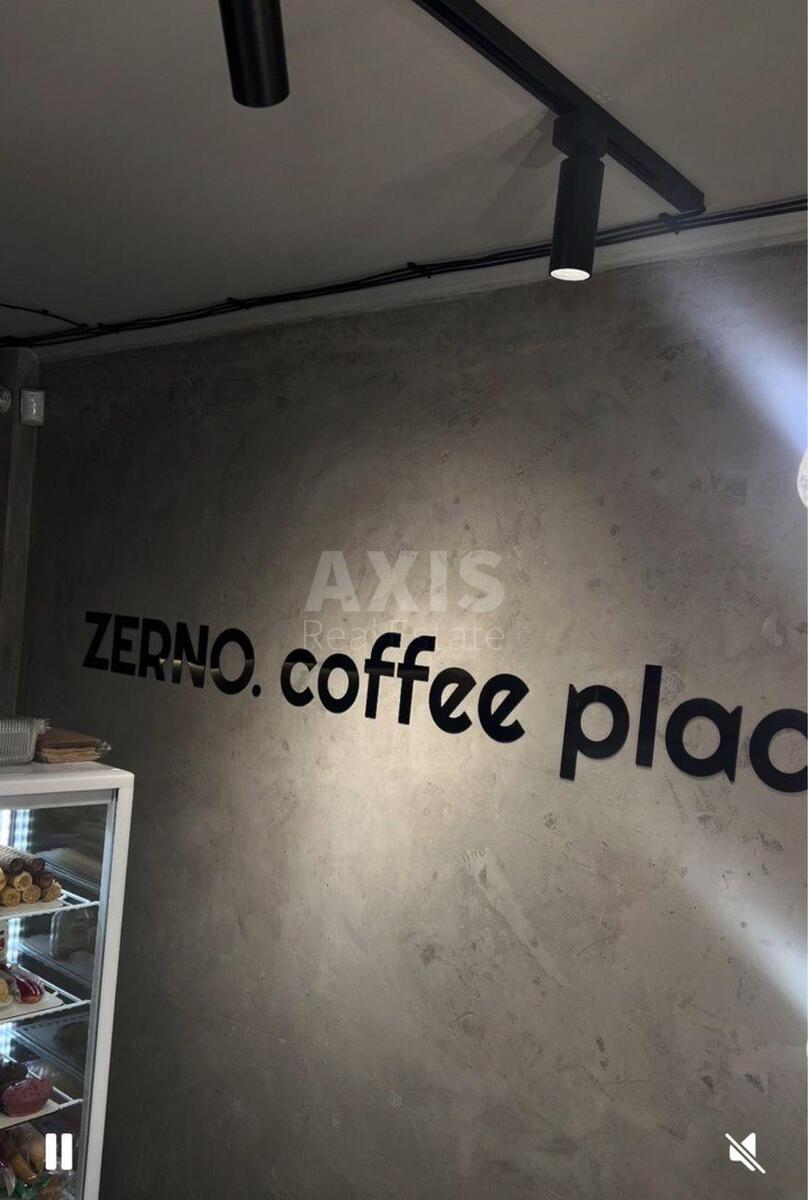 AXIS
Real Estate
ZERNO. coffee plac